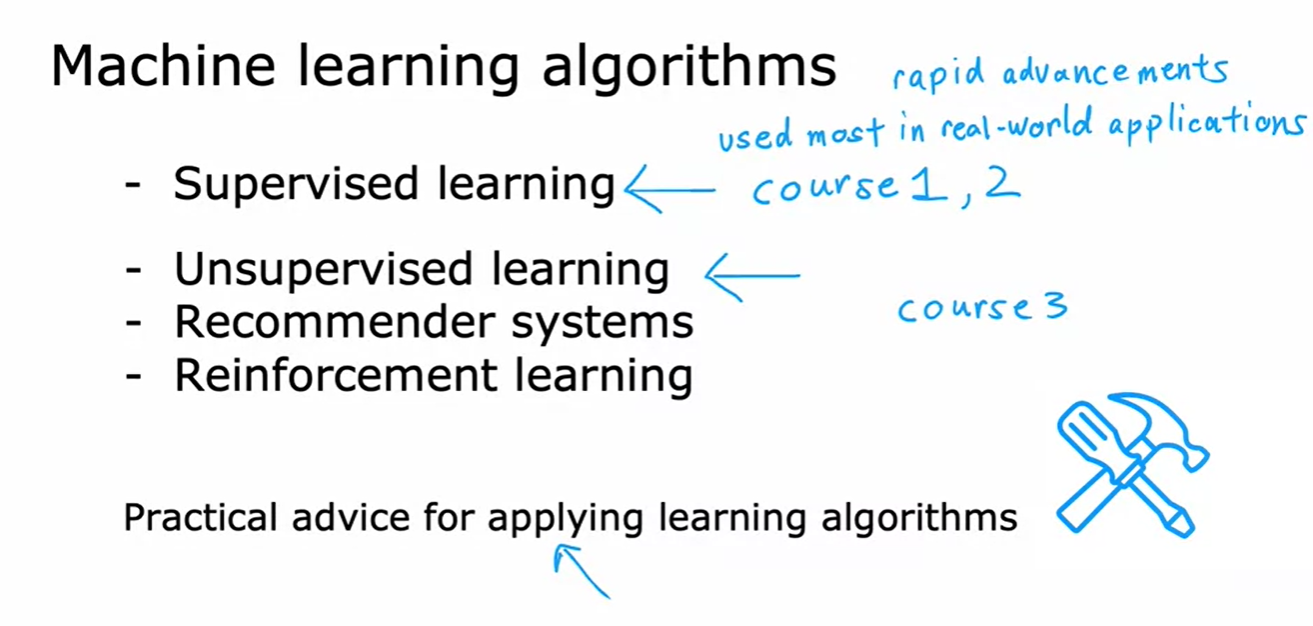 Machine learning algorithms
rapid advancements
used most in real-world applications
- Supervised learning
course 1, 2
- Unsupervised learning
course 3
- Recommender systems
- Reinforcement learning
Practical advice for applying learning algorithms